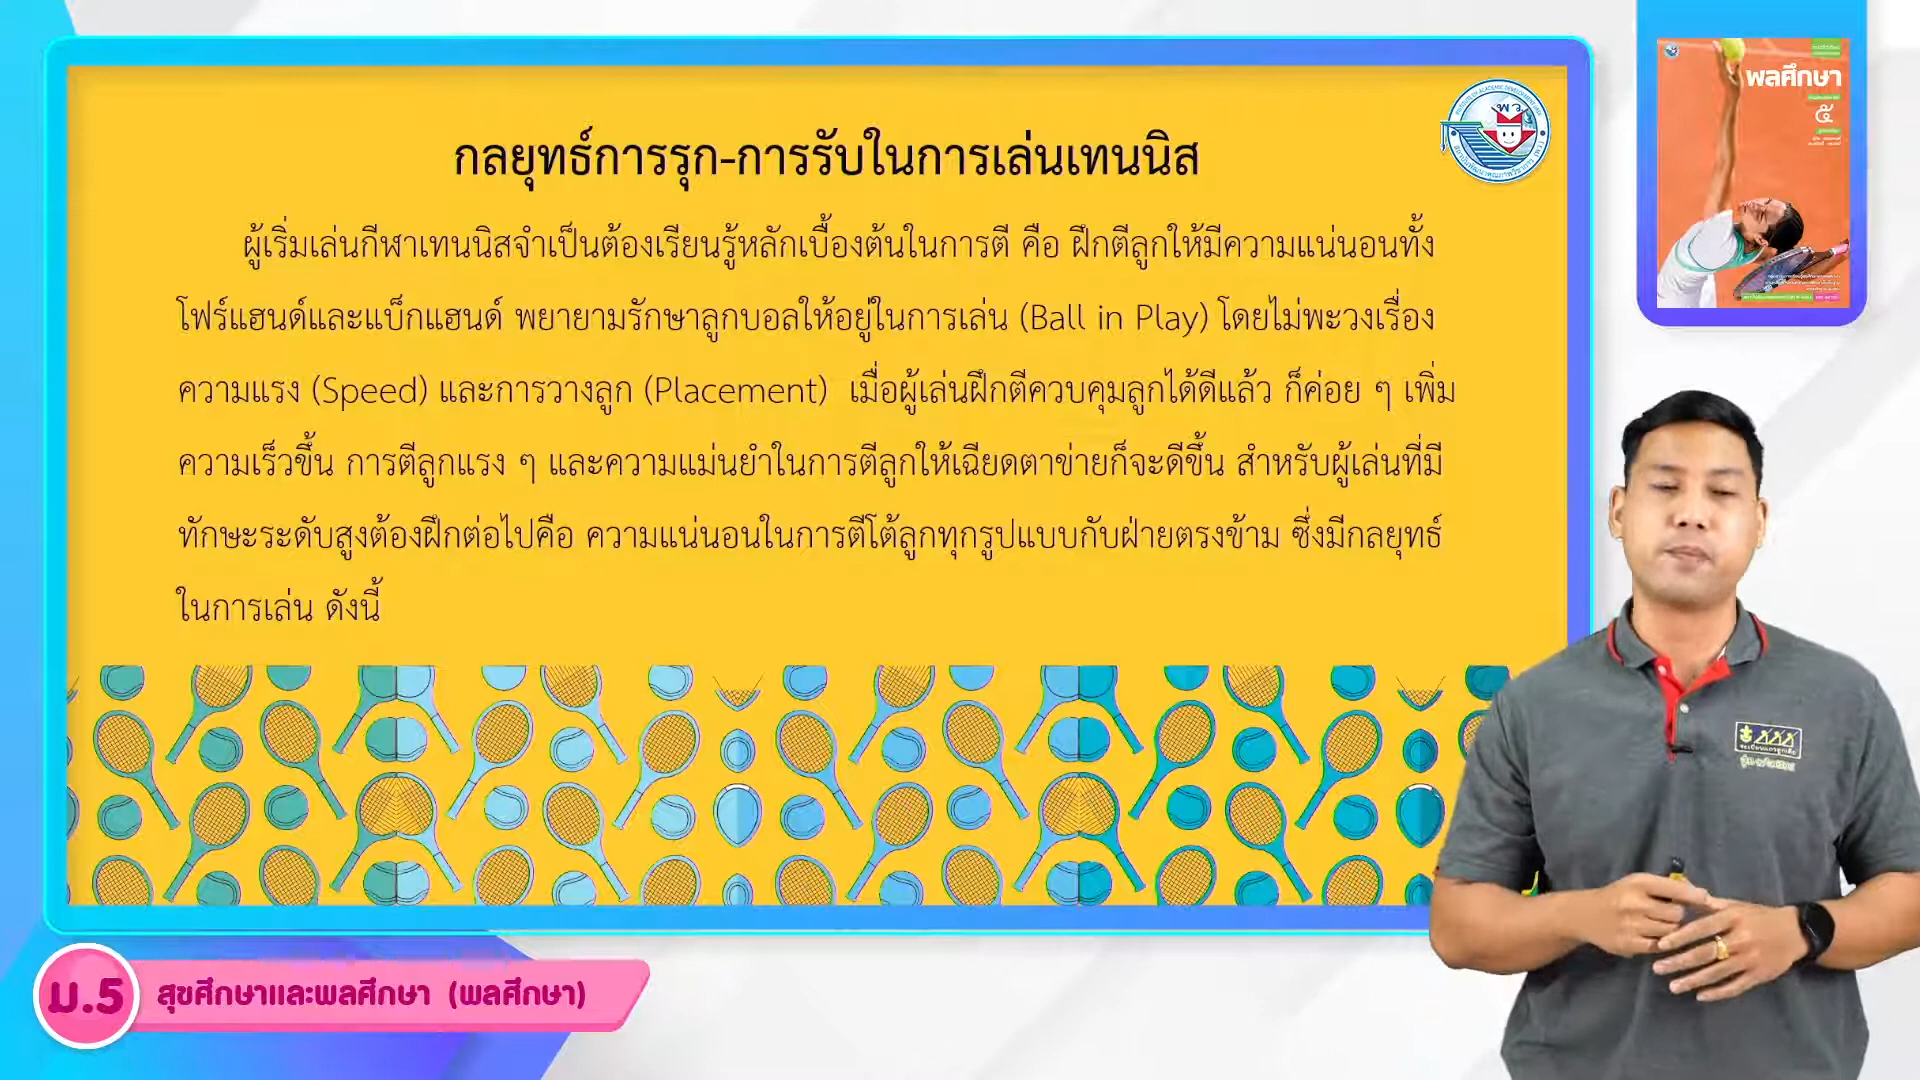 กลยุทธ์การรุก-การรับในการเล่นเทนนิส
ผู้เริ่มเล่นกีฬาเทนนิสจำเป็นต้องเรียนรู้หลักเบื้องต้นในการตี คือ ฝึกตีลูกให้มีความแน่นอนทั้ง
โฟร์แฮนด์และแบ็กแฮนด์ พยายามรักษาลูกบอลให้อยู่ในการเล่น (Ball in Play) โดยไม่พะวงเรื่อง
ความแรง (Speed) และการวางลูก (Placement) เมื่อผู้เล่นฝึกตีควบคุมลูกได้ดีแล้ว ก็ค่อย ๆ เพิ่ม
ความเร็วขึ้น การตีลูกแรง ๆ และความแม่นยำในการตีลูกให้เฉียดตาข่ายก็จะดีขึ้น สำหรับผู้เล่นที่มี
ทักษะระดับสูงต้องฝึกต่อไปคือ ความแน่นอนในการตีโต้ลูกทุกรูปแบบกับฝ่ายตรงข้าม ซึ่งมีกลยุทธ์
ในการเล่น ดังนี้
พว.
พลศึกษา
๕
ม.5 สุขศึกษาและพลศึกษา (พลศึกษา)